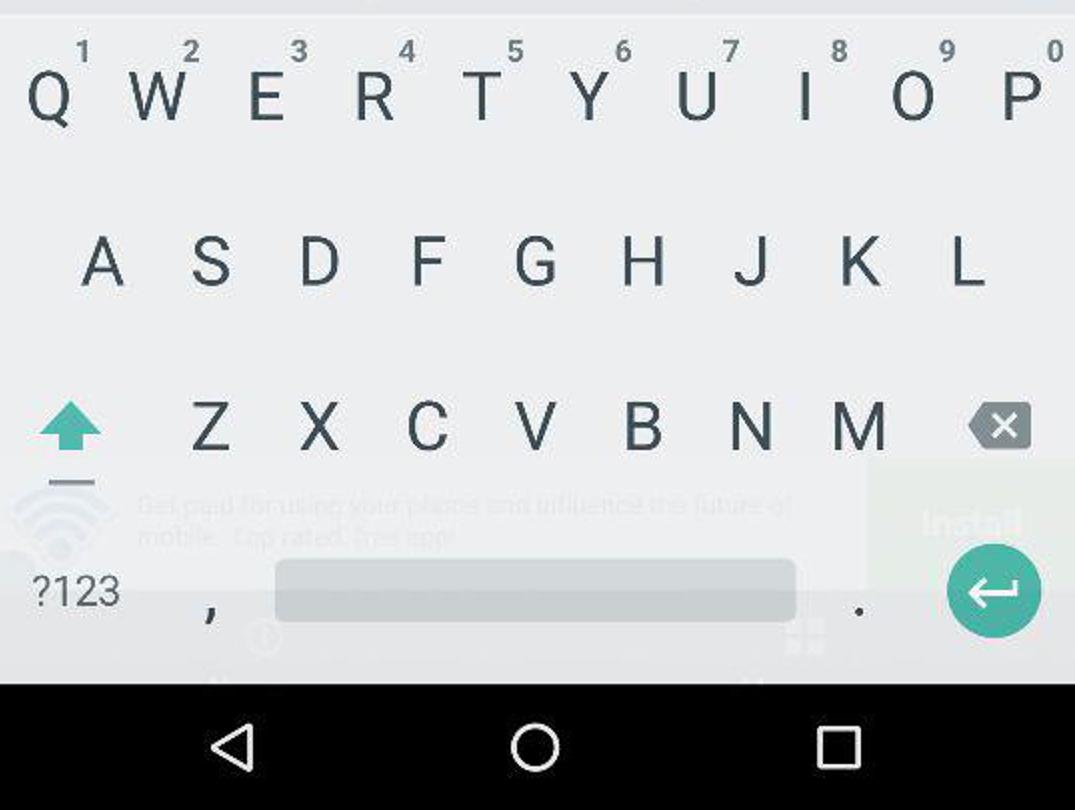 1 2 3 4 5 6 7 8 9 0
Q W E R T Y U I O P
A S D F G H J K L
Z X C V B N M
Get paid for using your phone and influence the future of
mobile. Top rated, free app!
Install
?123 , .